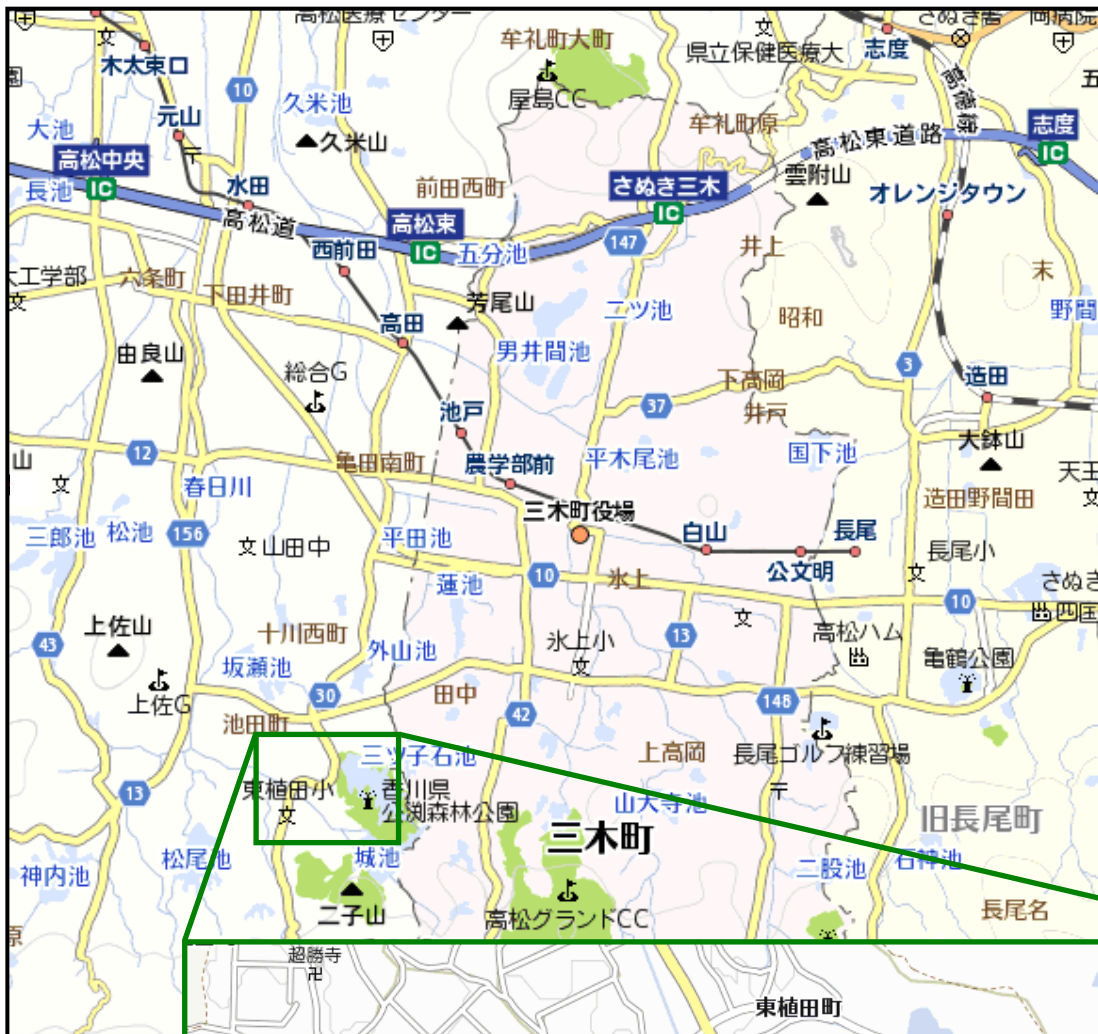 高松医療センター
牟礼町大町
県立保健医療大
さぬき署
志度
木太東口
10
屋島CC
高徳線
大池
元山
久米池
久米山
牟礼町原
高松東道路
志度
IC
高松中央
IC
長池
水田
前田西町
さぬき三木
IC
雲附山
オレンジタウン
高松道
高松東
IC
五分池
147
井上
大工学部
六条町
西前田
下田井町
芳尾山
二ツ池
昭和
末
野間
由良山
高田
男井間池
総合G
下高岡
3
造田
池戸
37
井戸
12
亀田南町
農学部前
平木尾池
国下池
大鉢山
山
春日川
三木町役場
造田野間田
天王
三郎池
松池
156
山田中
平田池
白山
長尾
公文明
長尾小
蓮池
10
氷上
10
さぬき
四国
43
上佐山
十川西町
外山池
氷上小
13
高松ハム
亀鶴公園
坂瀬池
上佐G
30
田中
42
148
池田町
三ツ子石池
上高岡
長尾ゴルフ練習場
13
東植田小
香川県
公渕森林公園
山大寺池
三木町
旧長尾町
神内池
松尾池
城池
二股池
石神池
二子山
高松グランドCC
長尾名
原
超勝寺
東植田町